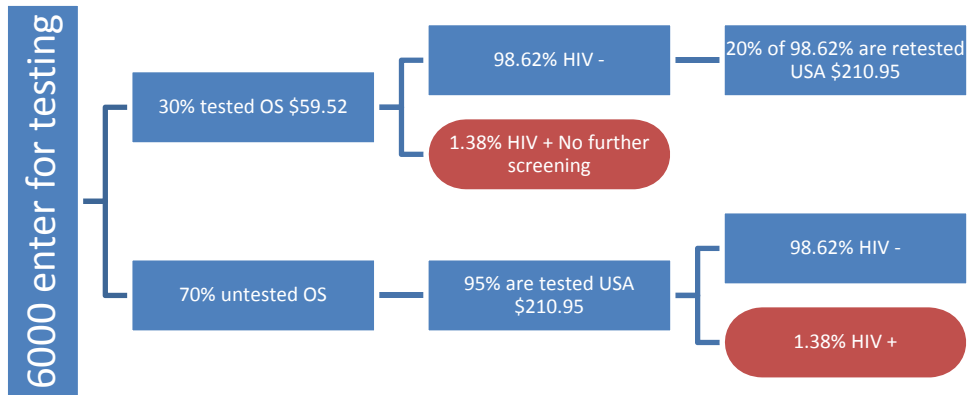 6000 enter for testing
30% tested OS $59.52
98.62% HIV -
20% of 98.62% are retested
USA $210.95
1.38% HIV + No further
screening
70% untested OS
95% are tested USA
$210.95
98.62% HIV -
1.38% HIV +